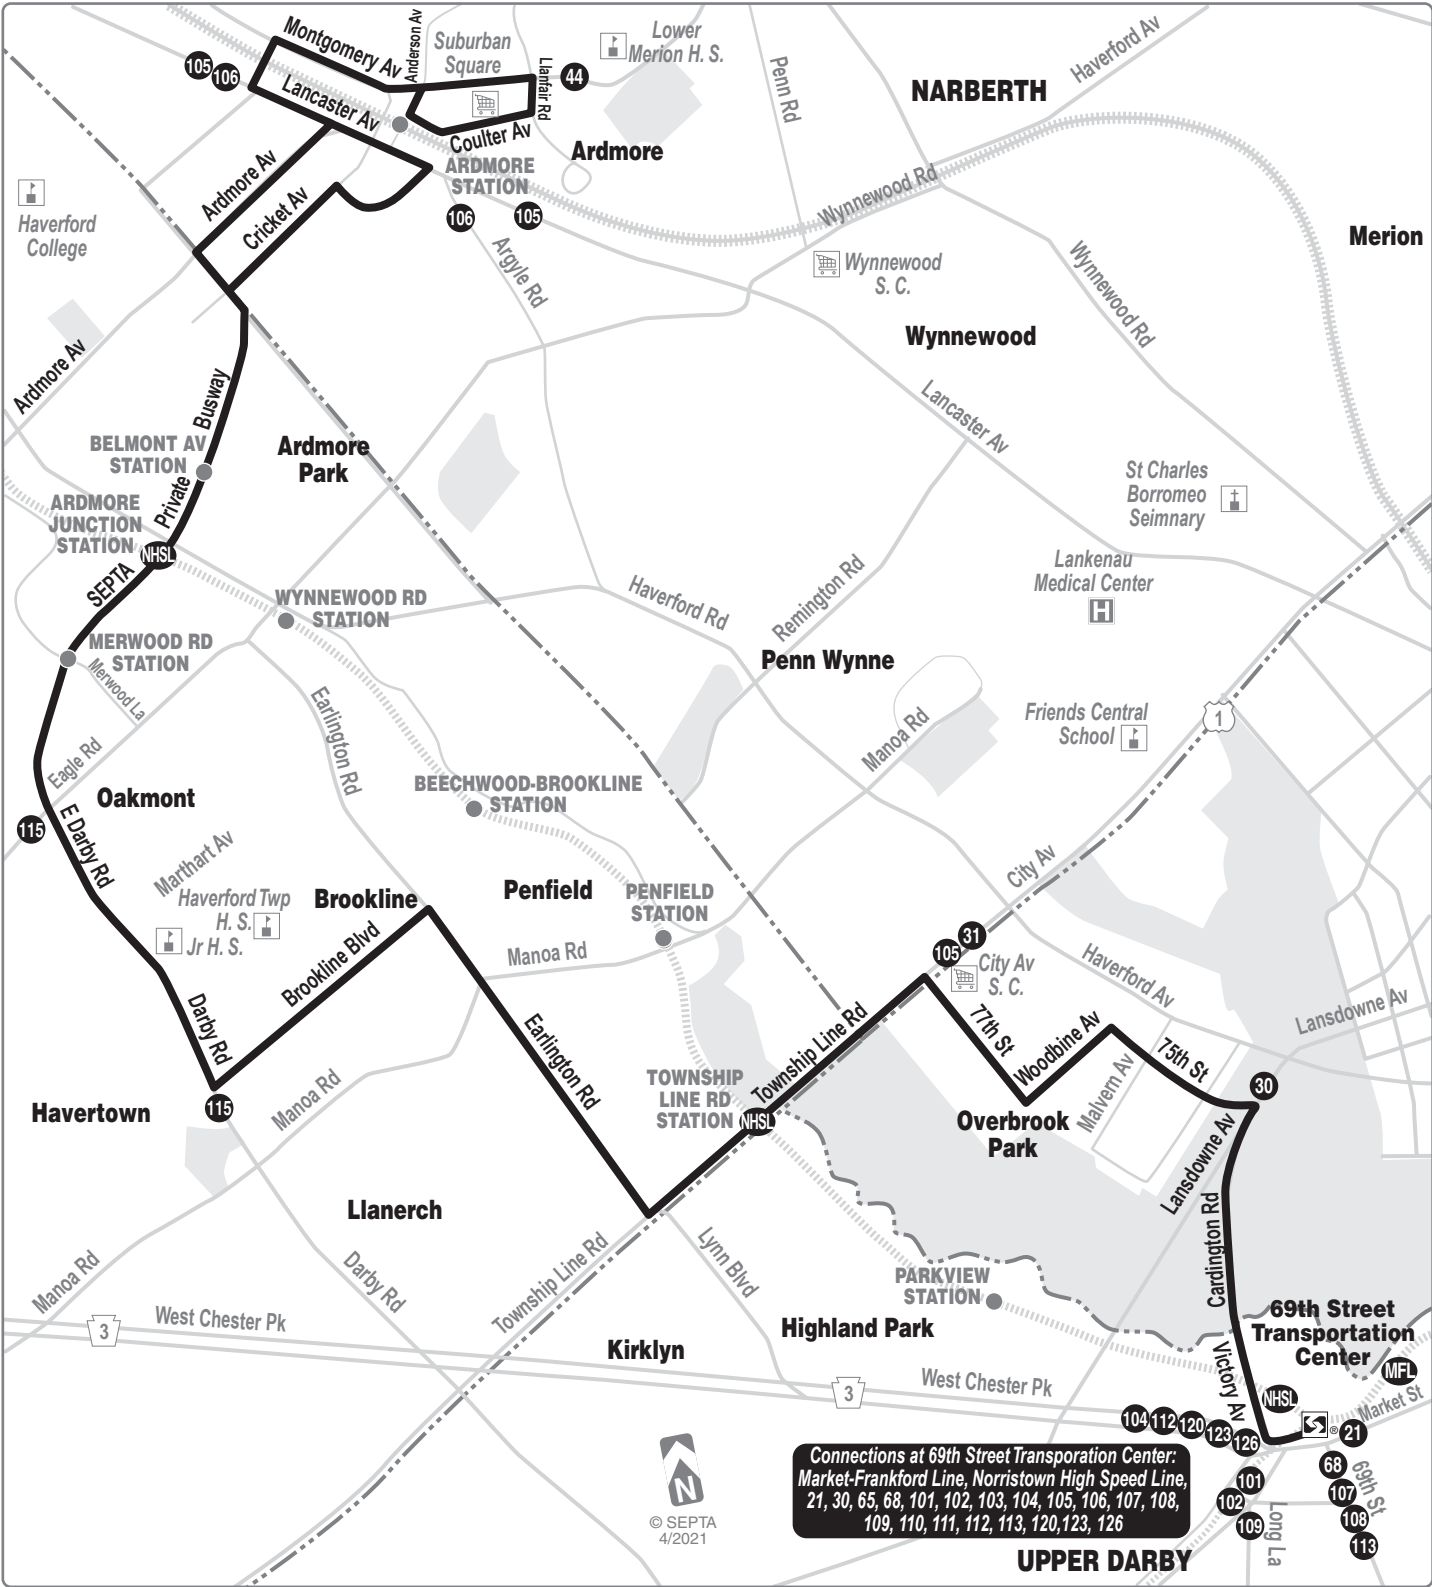 Montgomery Av
Anderson Av
Suburban
Square
Llanfair Rd
44
Lower
Merion H. S.
Penn Rd
NARBERTH
Haverford Av
105
106
Lancaster Av
Coulter Av
Ardmore
ARDMORE
STATION
106
105
Ardmore Av
Cricket Av
Haverford
College
Argyle Rd
Wynnewood Rd
Wynnewood
S. C.
Merion
Wynnewood
Wynnewood Rd
Ardmore Av
Busway
Private
SEPTA
BELMONT AV
STATION
Ardmore
Park
Lancaster Av
ARDMORE
JUNCTION
STATION
NHSL
St Charles
Borromeo
Seimnary
Lankenau
Medical Center
H
WYNNEWOOD RD
STATION
Haverford Rd
Remington Rd
MERWOOD RD
STATION
Merwood La
Penn Wynne
Earlington Rd
Manoa Rd
Friends Central
School
1
Eagle Rd
Oakmont
BEECHWOOD-BROOKLINE
STATION
115
E Darby Rd
Marthart Av
Haverford Twp
H. S.
Jr H. S.
Brookline
Penfield
PENFIELD
STATION
City Av
Brookline Blvd
Manoa Rd
105
31
City Av
S. C.
Haverford Av
Lansdowne Av
Darby Rd
Earlington Rd
Township Line Rd
77th St
Woodbine Av
75th St
Malvern Av
30
TOWNSHIP
LINE RD
STATION
NHSL
Havertown
115
Manoa Rd
Overbrook
Park
Lansdowne Av
Llanerch
Cardington Rd
Manoa Rd
Darby Rd
Township Line Rd
Lynn Blvd
PARKVIEW
STATION
3
West Chester Pk
Kirklyn
Highland Park
69th Street
Transportation
Center
Victory Av
MFL
NHSL
West Chester Pk
3
Market St
104
112
120
123
126
®
21
N
© SEPTA
4/2021
Connections at 69th Street Transporation Center:
Market-Frankford Line, Norristown High Speed Line,
21, 30, 65, 68, 101, 102, 103, 104, 105, 106, 107, 108,
109, 110, 111, 112, 113, 120,123, 126
101
102
109
Long La
68
107
108
113
69th St
UPPER DARBY